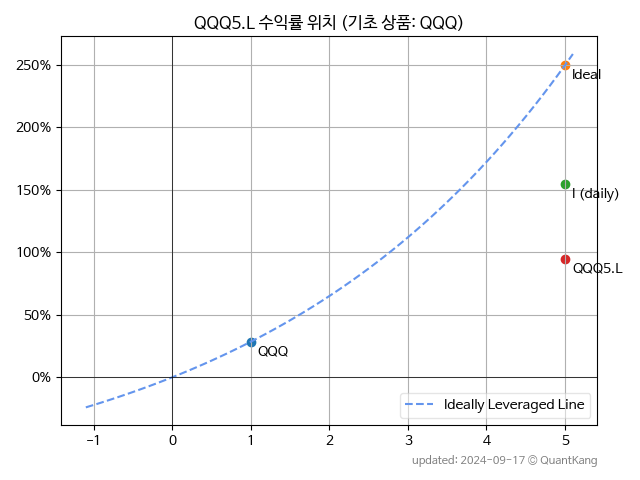 QQQ5.L 수익률 위치 (기초 상품: QQQ)
250%
200%
150%
100%
50%
0%
Ideal
I (daily)
QQQ5.L
QQQ
Ideally Leveraged Line
−1
0
1
2
3
4
5
updated: 2024-09-17 © QuantKang